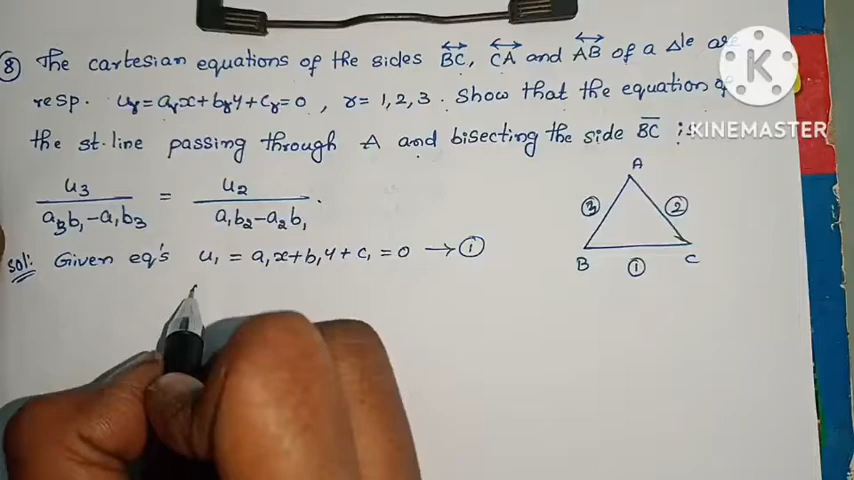 8 The cartesian equations of the sides BC, CA and AB of a Δle are
resp. uᵣ=aᵣx+bᵣy+cᵣ=0 , r= 1,2,3 . Show that the equation of
the st. line passing through A and bisecting the side BC is
u₃/(a₃b₁-a₁b₃) = u₂/(a₁b₂-a₂b₁) .
Sol: Given eq's u₁ = a₁x+b₁y+c₁ = 0 → ①
A
③ ②
B ① C
K
KINEMASTER